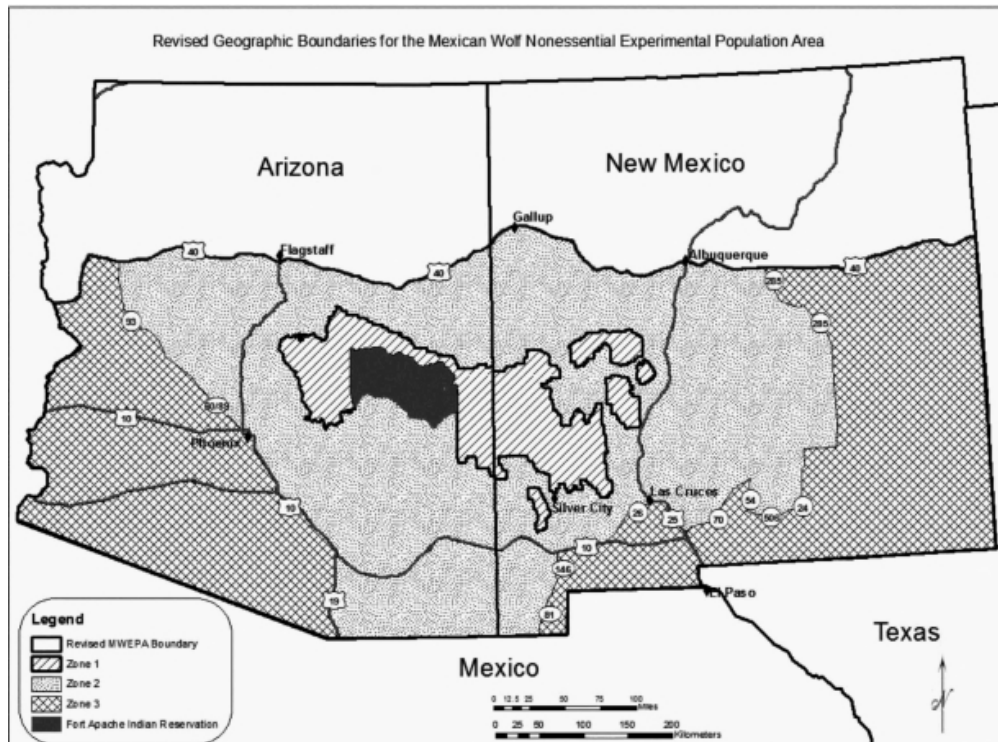 Revised Geographic Boundaries for the Mexican Wolf Nonessential Experimental Population Area
Arizona
New Mexico
Gallup
Flagstaff
Albuquerque
40
40
40
285
285
93
10
Phoenix
10
Silver City
Las Cruces
26
25
70
54
24
10
146
19
81
El Paso
Texas
Mexico
Legend
Revised MWEPA Boundary
Zone 1
Zone 2
Zone 3
Fort Apache Indian Reservation
0 12.5 25 50 75 100
Miles
0 25 50 100 150 200
Kilometers
N